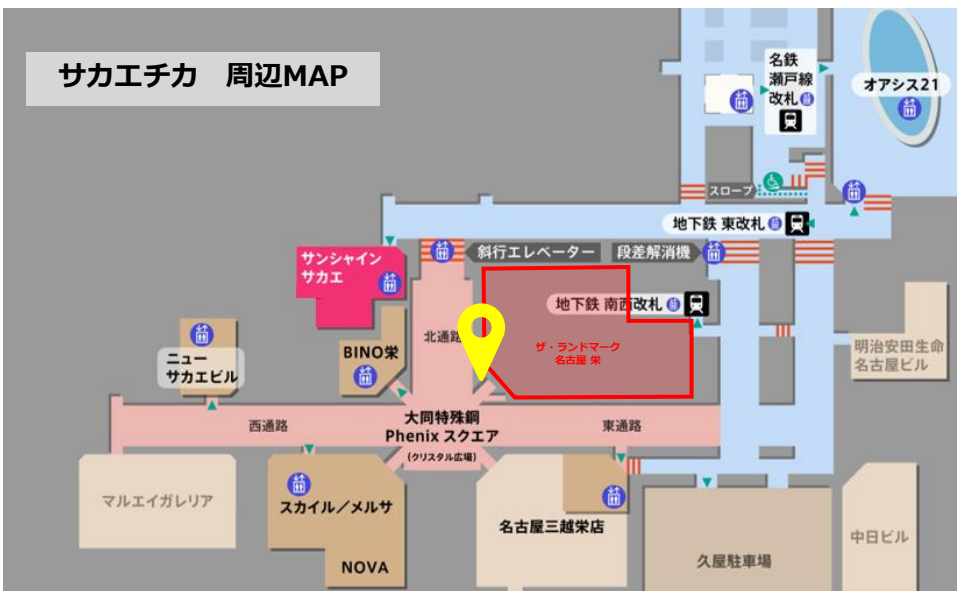 サカエチカ 周辺MAP
名鉄
瀬戸線
改札
オアシス21
スロープ
地下鉄 東改札
サンシャイン
サカエ
斜行エレベーター
段差解消機
地下鉄 南西改札
北通路
ザ・ランドマーク
名古屋 栄
BINO栄
ニュー
サカエビル
明治安田生命
名古屋ビル
西通路
大同特殊鋼
Phenix スクエア
(クリスタル広場)
東通路
マルエイガレリア
スカイル/メルサ
NOVA
名古屋三越栄店
久屋駐車場
中日ビル